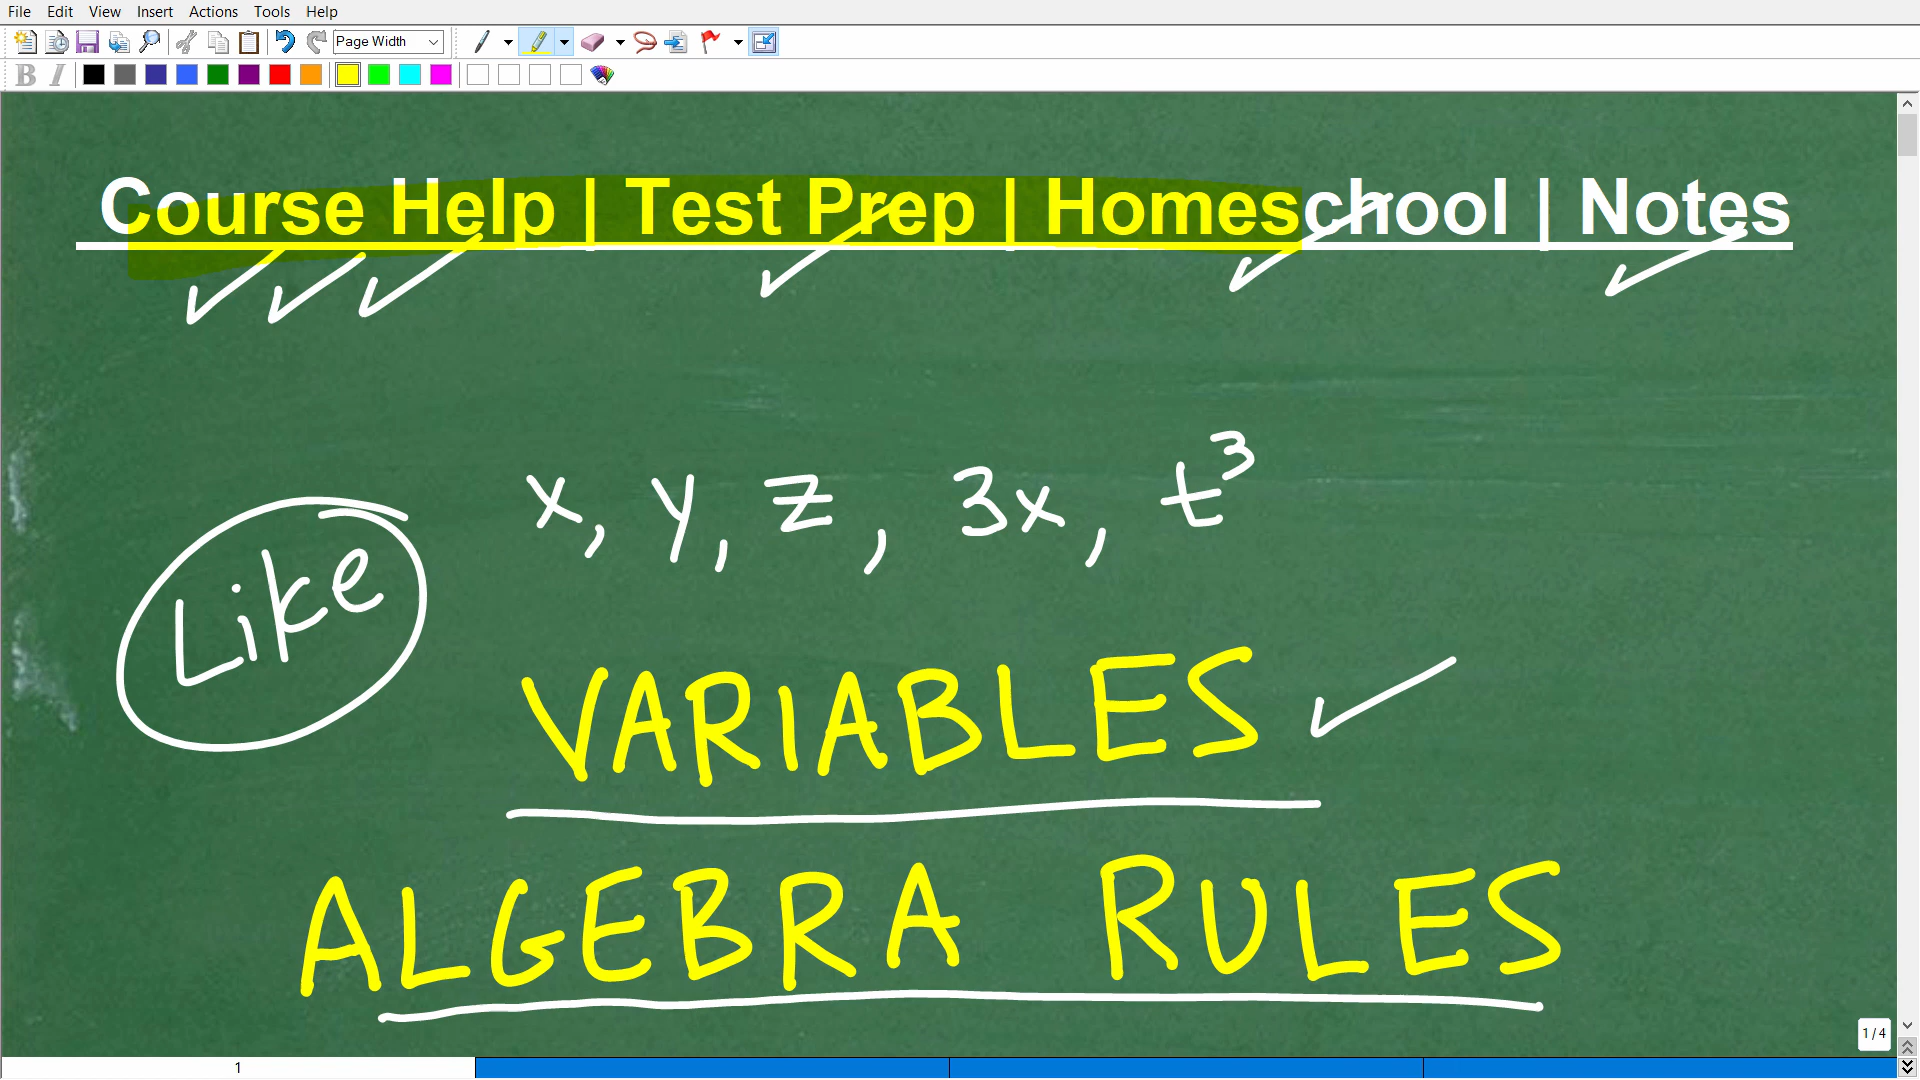 File Edit View Insert Actions Tools Help
Page Width
B I
Course Help | Test Prep | Homeschool | Notes
x, y, z, 3x, t³
Like
VARIABLES
ALGEBRA RULES
1 / 4
1